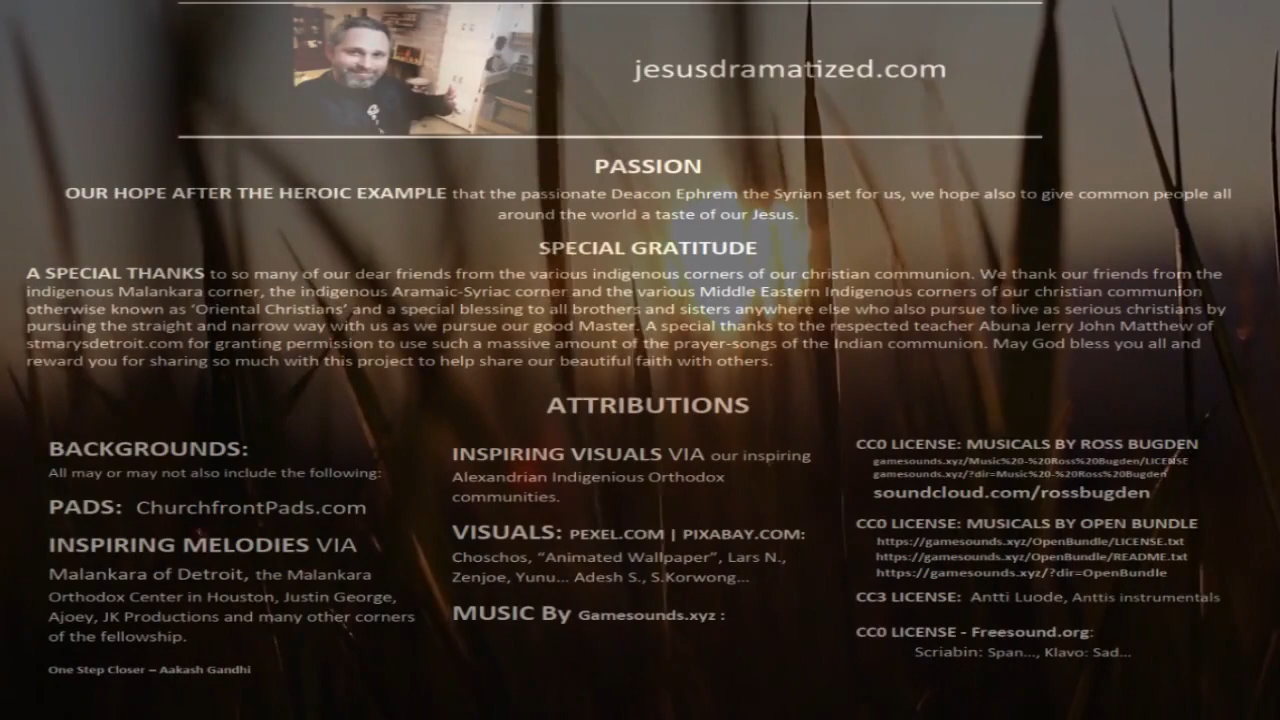 jesusdramatized.com
PASSION
OUR HOPE AFTER THE HEROIC EXAMPLE that the passionate Deacon Ephrem the Syrian set for us, we hope also to give common people all
around the world a taste of our Jesus.
SPECIAL GRATITUDE
A SPECIAL THANKS to so many of our dear friends from the various indigenous corners of our christian communion. We thank our friends from the
indigenous Malankara corner, the indigenous Aramaic-Syriac corner and the various Middle Eastern Indigenous corners of our christian communion
otherwise known as ‘Oriental Christians’ and a special blessing to all brothers and sisters anywhere else who also pursue to live as serious christians by
pursuing the straight and narrow way with us as we pursue our good Master. A special thanks to the respected teacher Abuna Jerry John Matthew of
stmarysdetroit.com for granting permission to use such a massive amount of the prayer-songs of the Indian communion. May God bless you all and
reward you for sharing so much with this project to help share our beautiful faith with others.
ATTRIBUTIONS
BACKGROUNDS:
All may or may not also include the following:
PADS: ChurchfrontPads.com
INSPIRING MELODIES VIA
Malankara of Detroit, the Malankara
Orthodox Center in Houston, Justin George,
Ajoey, JK Productions and many other corners
of the fellowship.
One Step Closer – Aakash Gandhi
INSPIRING VISUALS VIA our inspiring
Alexandrian Indigenious Orthodox
communities.
VISUALS: PEXEL.COM | PIXABAY.COM:
Choschos, “Animated Wallpaper”, Lars N.,
Zenjoe, Yunu... Adesh S., S.Korwong...
MUSIC By Gamesounds.xyz :
CC0 LICENSE: MUSICALS BY ROSS BUGDEN
gamesounds.xyz/Music%20-%20Ross%20Bugden/LICENSE
gamesounds.xyz/?dir=Music%20-%20Ross%20Bugden
soundcloud.com/rossbugden
CC0 LICENSE: MUSICALS BY OPEN BUNDLE
https://gamesounds.xyz/OpenBundle/LICENSE.txt
https://gamesounds.xyz/OpenBundle/README.txt
https://gamesounds.xyz/?dir=OpenBundle
CC3 LICENSE: Antti Luode, Anttis instrumentals
CC0 LICENSE - Freesound.org:
Scriabin: Span..., Klavo: Sad...